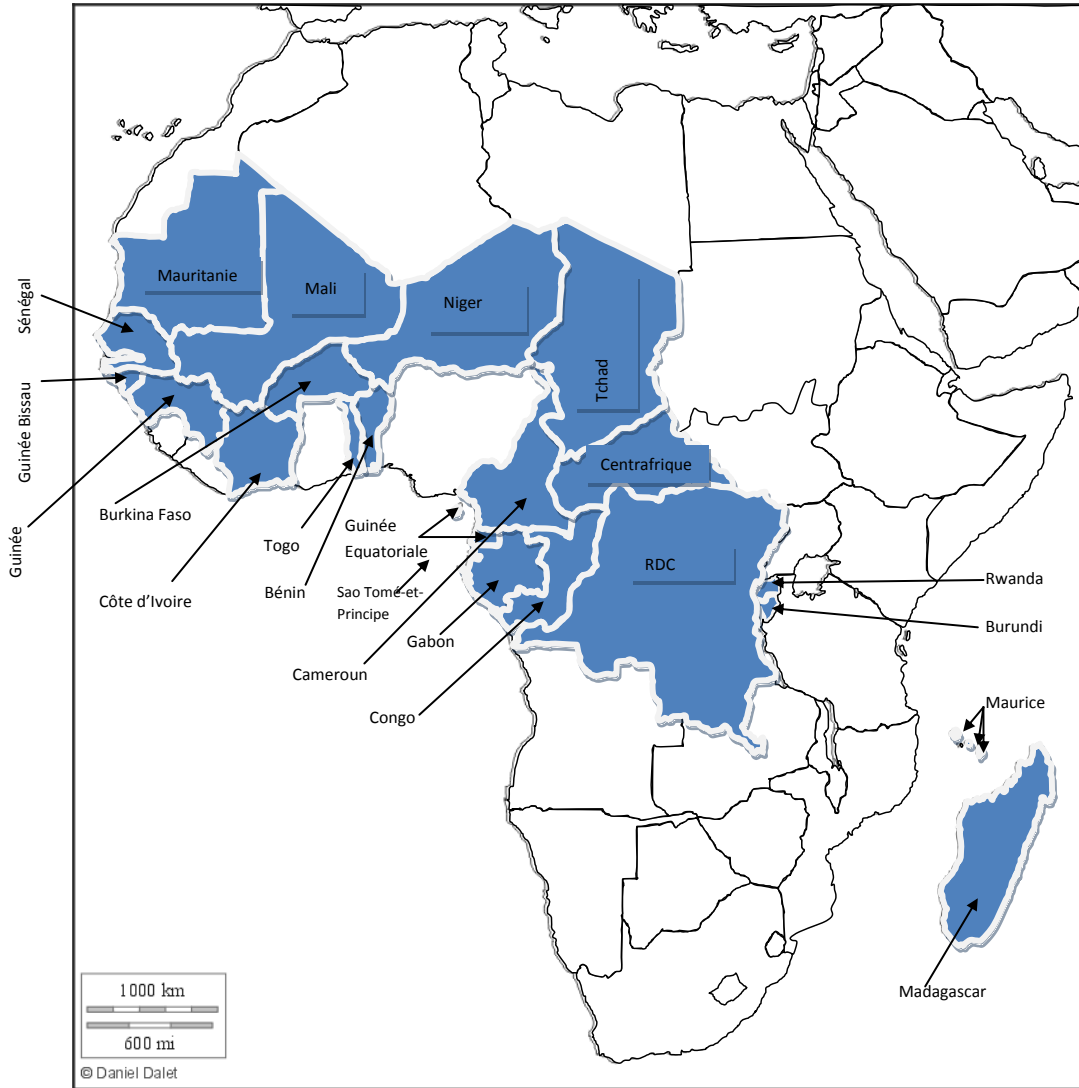 Mauritanie
Mali
Niger
Tchad
Sénégal
Guinée Bissau
Guinée
Centrafrique
Burkina Faso
Togo
Bénin
Côte d’Ivoire
Guinée
Equatoriale
Sao Tomé-et-
Principe
Gabon
Cameroun
Congo
RDC
Rwanda
Burundi
Maurice
Madagascar
1000 km
600 mi
© Daniel Dalet